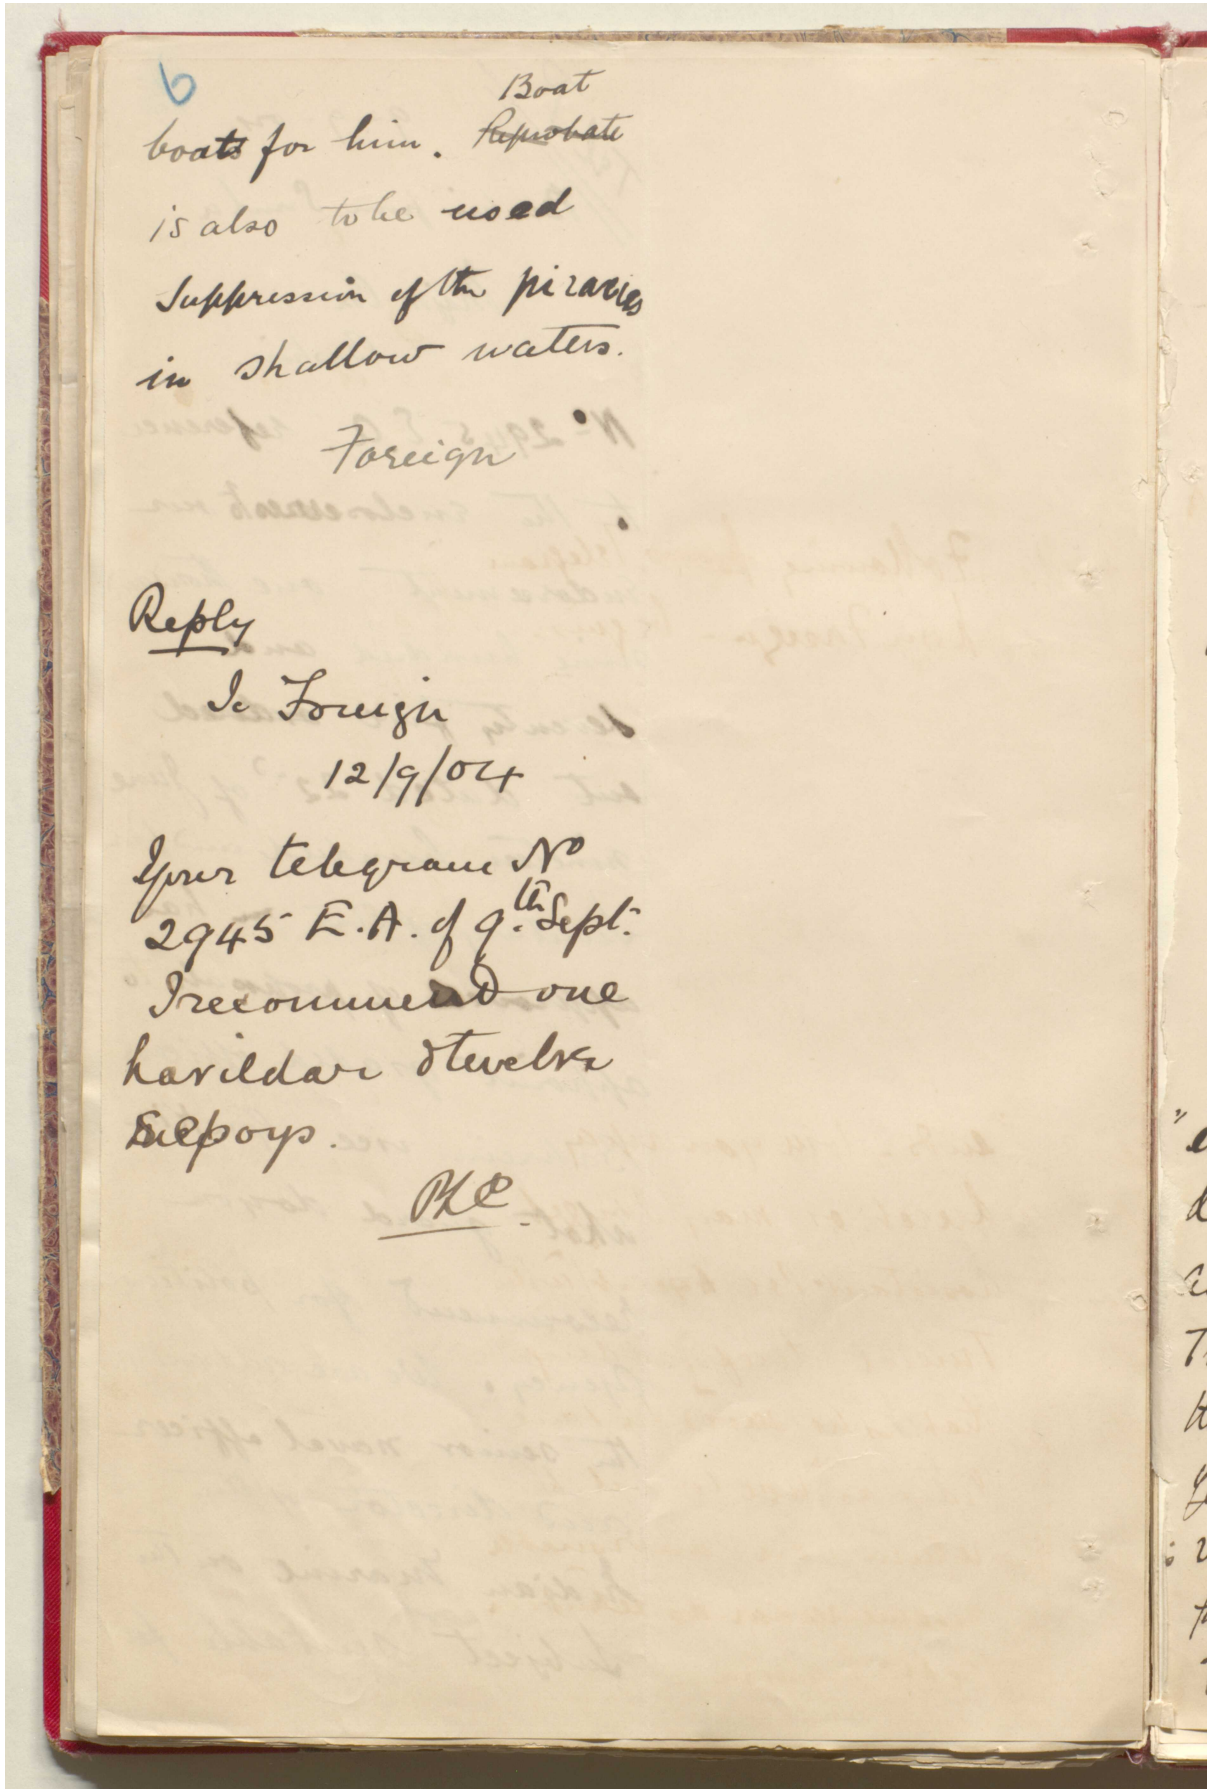 6
Boat
boats for him. Reprobate
is also to be used
Suppression of the piracies
in shallow waters.
Foreign
Reply
To Foreign
12/9/04
Your telegram No
2945 E.A. of 9th Sept.
I recommend one
havildar & twelve
sepoys.
PZC